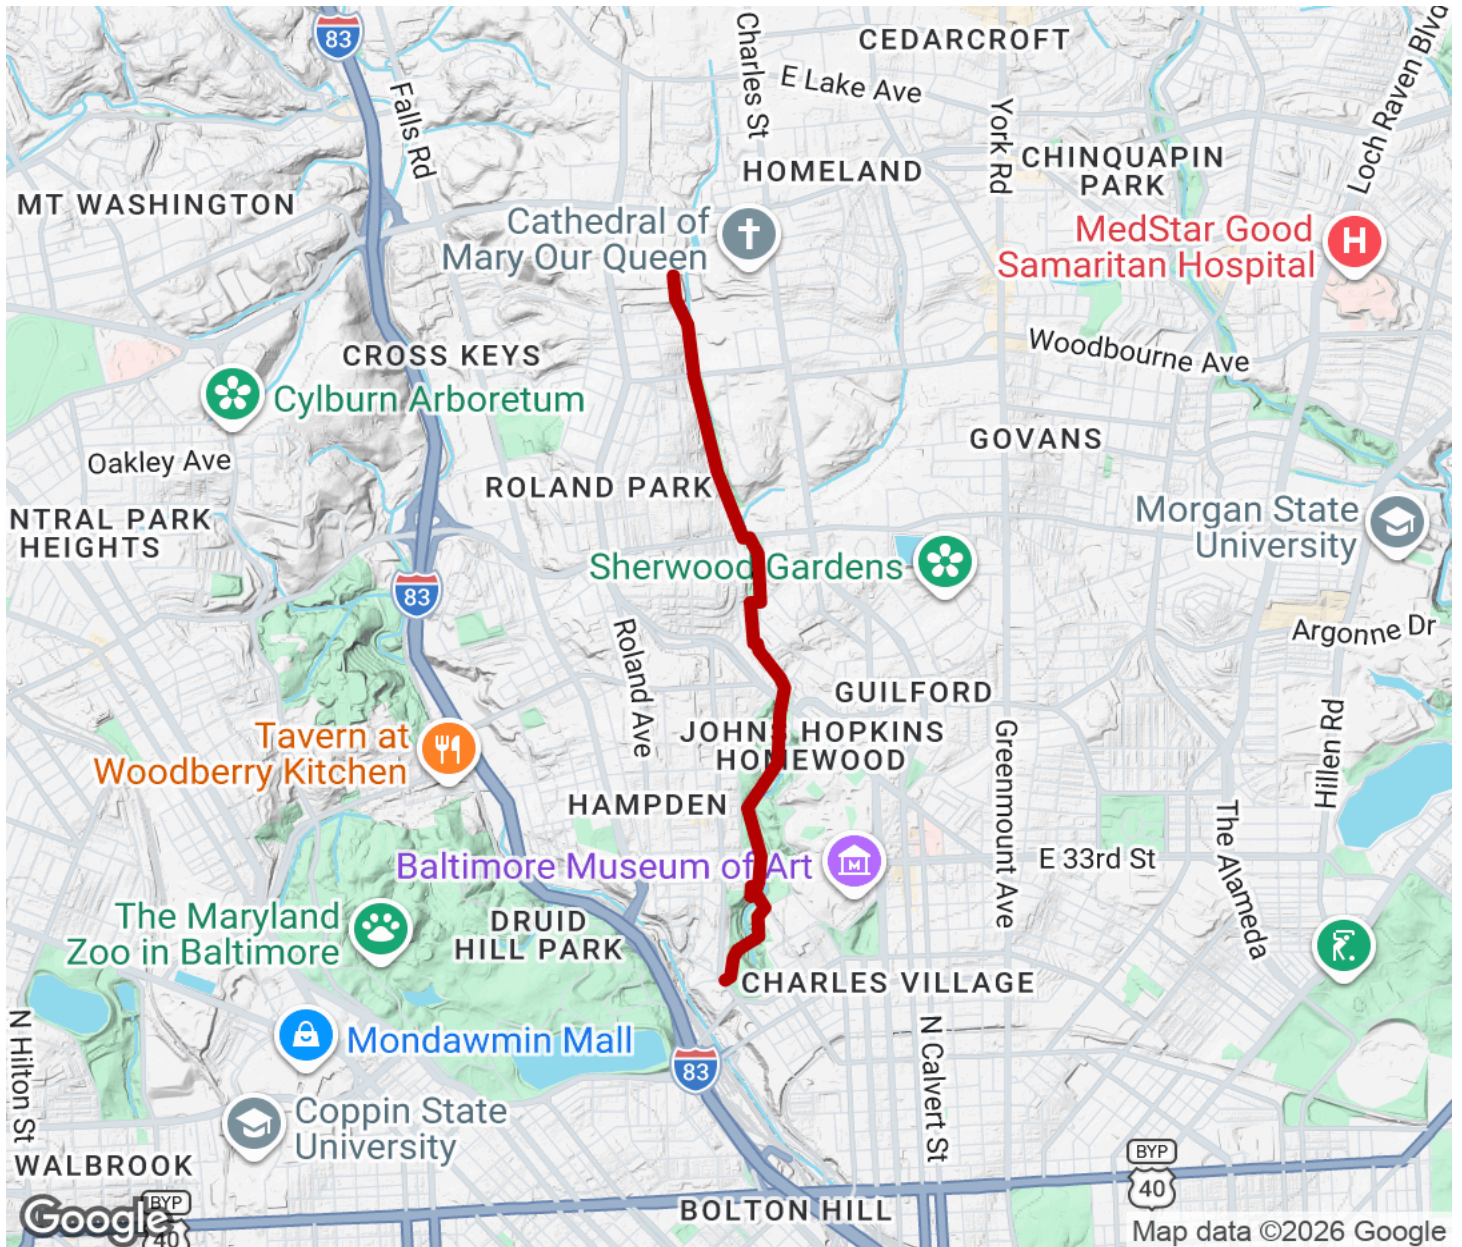 83
Charles St
CEDARCROFT
E Lake Ave
Falls Rd
York Rd
Loch Raven Blvd
CHINQUAPIN
PARK
HOMELAND
MT WASHINGTON
Cathedral of
Mary Our Queen
MedStar Good
Samaritan Hospital
H
CROSS KEYS
Woodbourne Ave
Cylburn Arboretum
GOVANS
Oakley Ave
ROLAND PARK
NTRAL PARK
HEIGHTS
Morgan State
University
Sherwood Gardens
83
Roland Ave
Argonne Dr
GUILFORD
JOHNS HOPKINS
HOMEWOOD
Tavern at
Woodberry Kitchen
Greenmount Ave
Hillen Rd
HAMPDEN
The Alameda
Baltimore Museum of Art
M
E 33rd St
The Maryland
Zoo in Baltimore
DRUID
HILL PARK
CHARLES VILLAGE
N Hilton St
Mondawmin Mall
N Calvert St
83
Coppin State
University
WALBROOK
BYP
40
BYP
40
BOLTON HILL
Google
Map data ©2026 Google